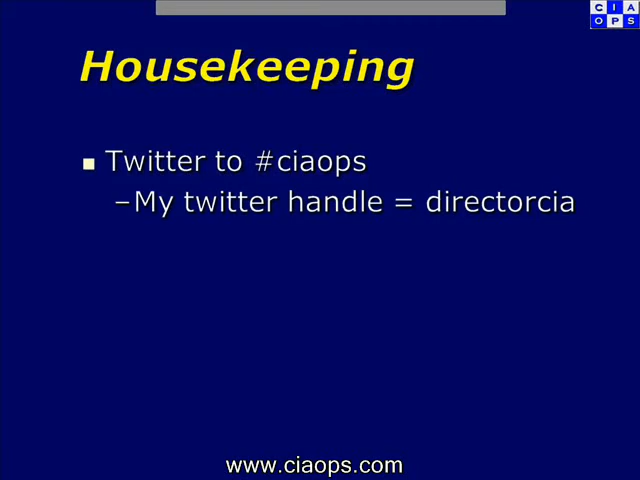 C I A
O P S
Housekeeping
Twitter to #ciaops
–My twitter handle = directorcia
www.ciaops.com